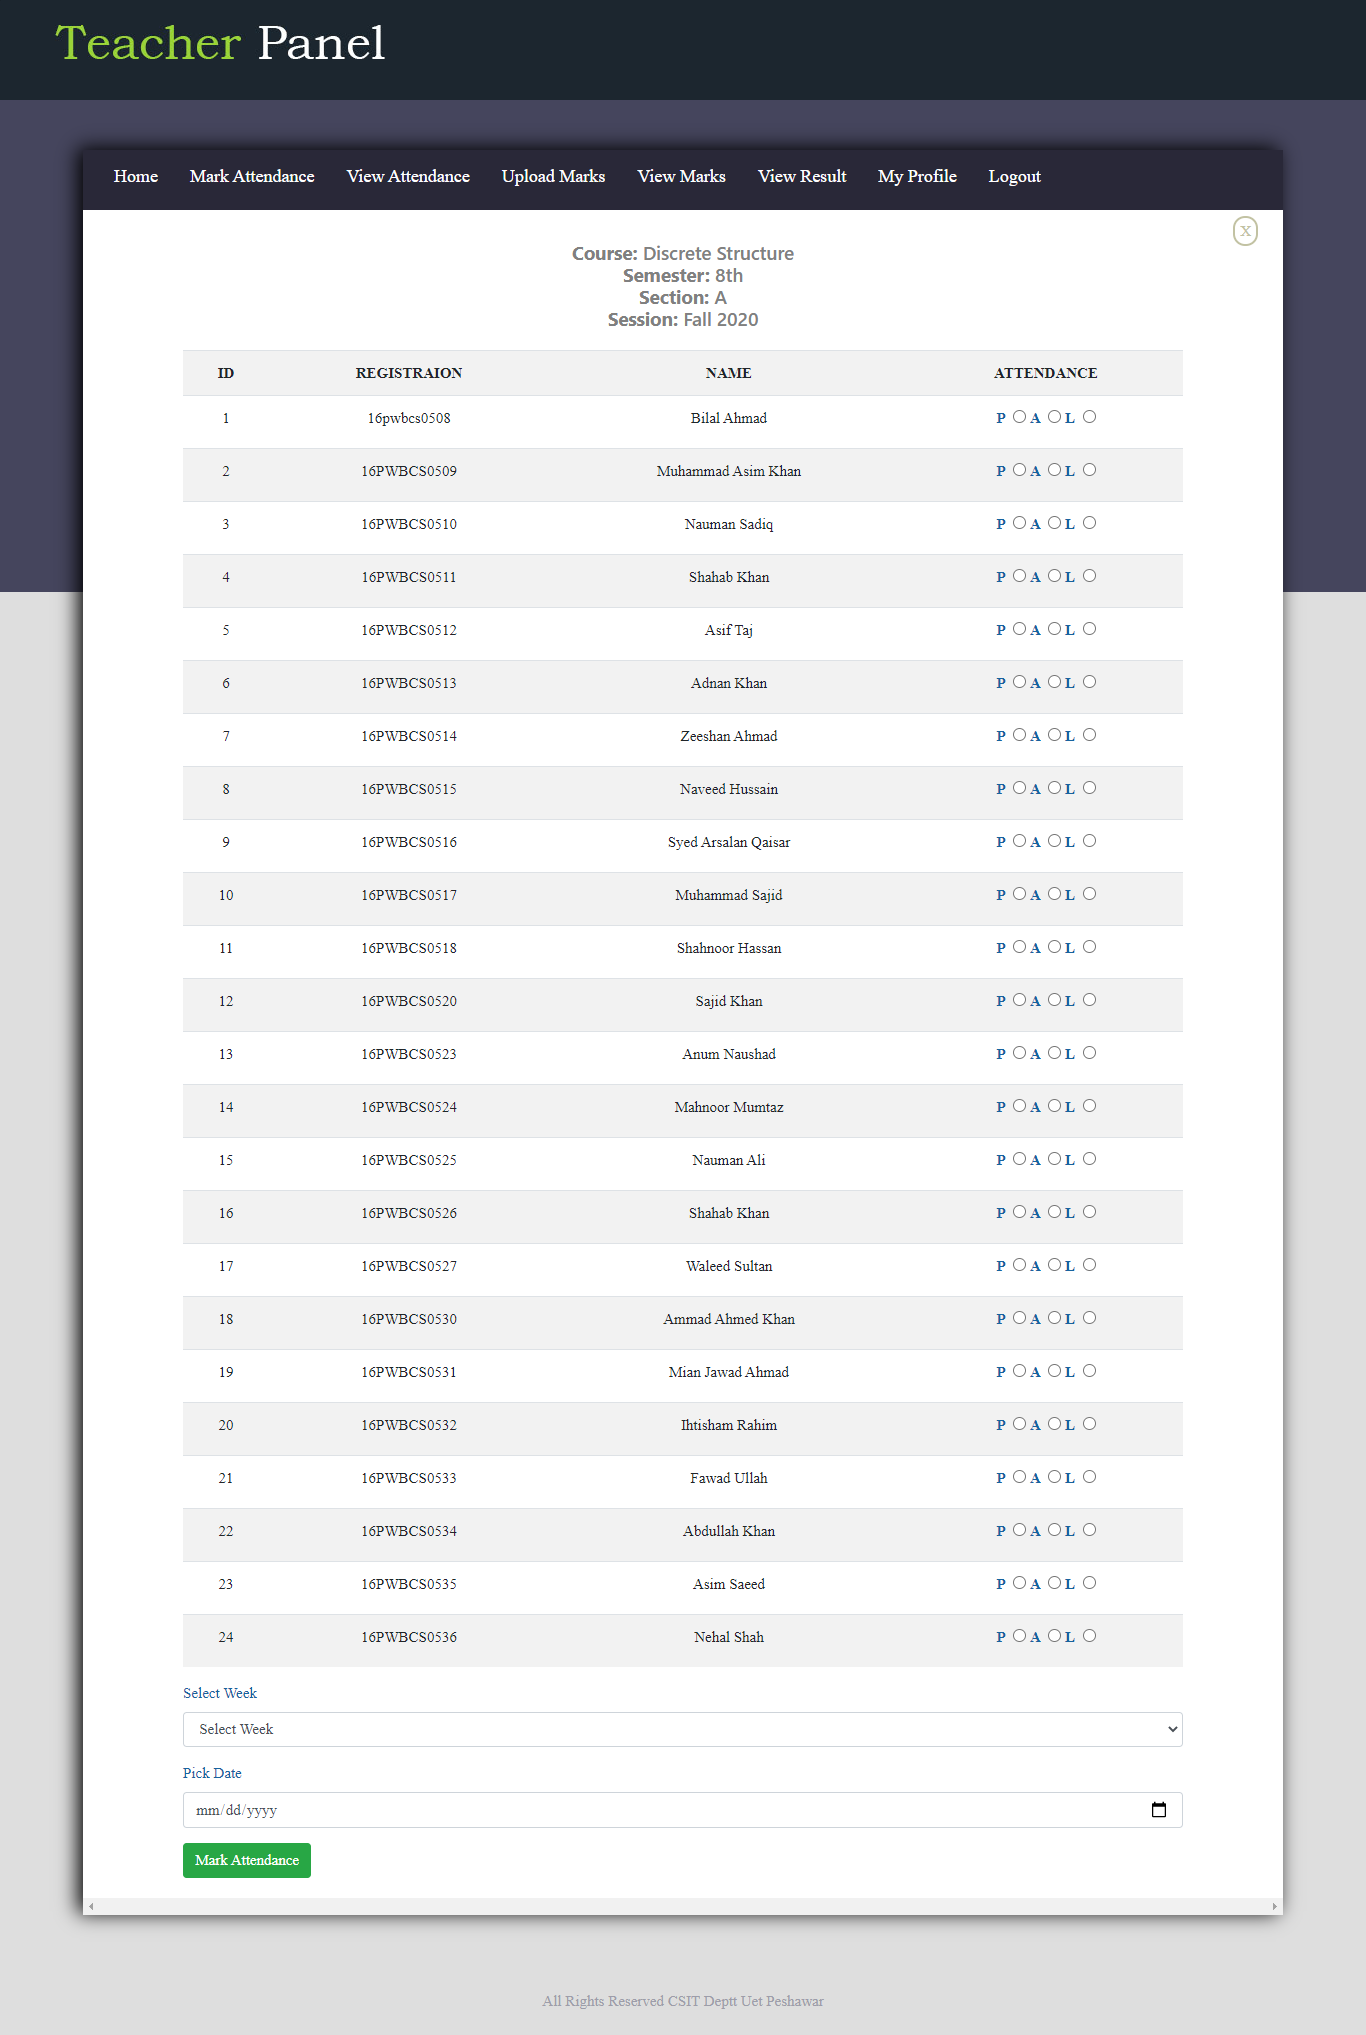 Teacher Panel
Home Mark Attendance View Attendance Upload Marks View Marks View Result My Profile Logout
X
Course: Discrete Structure
Semester: 8th
Section: A
Session: Fall 2020
ID REGISTRAION NAME ATTENDANCE
1 16pwbcs0508 Bilal Ahmad P A L
2 16PWBCS0509 Muhammad Asim Khan P A L
3 16PWBCS0510 Nauman Sadiq P A L
4 16PWBCS0511 Shahab Khan P A L
5 16PWBCS0512 Asif Taj P A L
6 16PWBCS0513 Adnan Khan P A L
7 16PWBCS0514 Zeeshan Ahmad P A L
8 16PWBCS0515 Naveed Hussain P A L
9 16PWBCS0516 Syed Arsalan Qaisar P A L
10 16PWBCS0517 Muhammad Sajid P A L
11 16PWBCS0518 Shahnoor Hassan P A L
12 16PWBCS0520 Sajid Khan P A L
13 16PWBCS0523 Anum Naushad P A L
14 16PWBCS0524 Mahnoor Mumtaz P A L
15 16PWBCS0525 Nauman Ali P A L
16 16PWBCS0526 Shahab Khan P A L
17 16PWBCS0527 Waleed Sultan P A L
18 16PWBCS0530 Ammad Ahmed Khan P A L
19 16PWBCS0531 Mian Jawad Ahmad P A L
20 16PWBCS0532 Ihtisham Rahim P A L
21 16PWBCS0533 Fawad Ullah P A L
22 16PWBCS0534 Abdullah Khan P A L
23 16PWBCS0535 Asim Saeed P A L
24 16PWBCS0536 Nehal Shah P A L
Select Week
Select Week
Pick Date
mm/dd/yyyy
Mark Attendance
All Rights Reserved CSIT Deptt Uet Peshawar